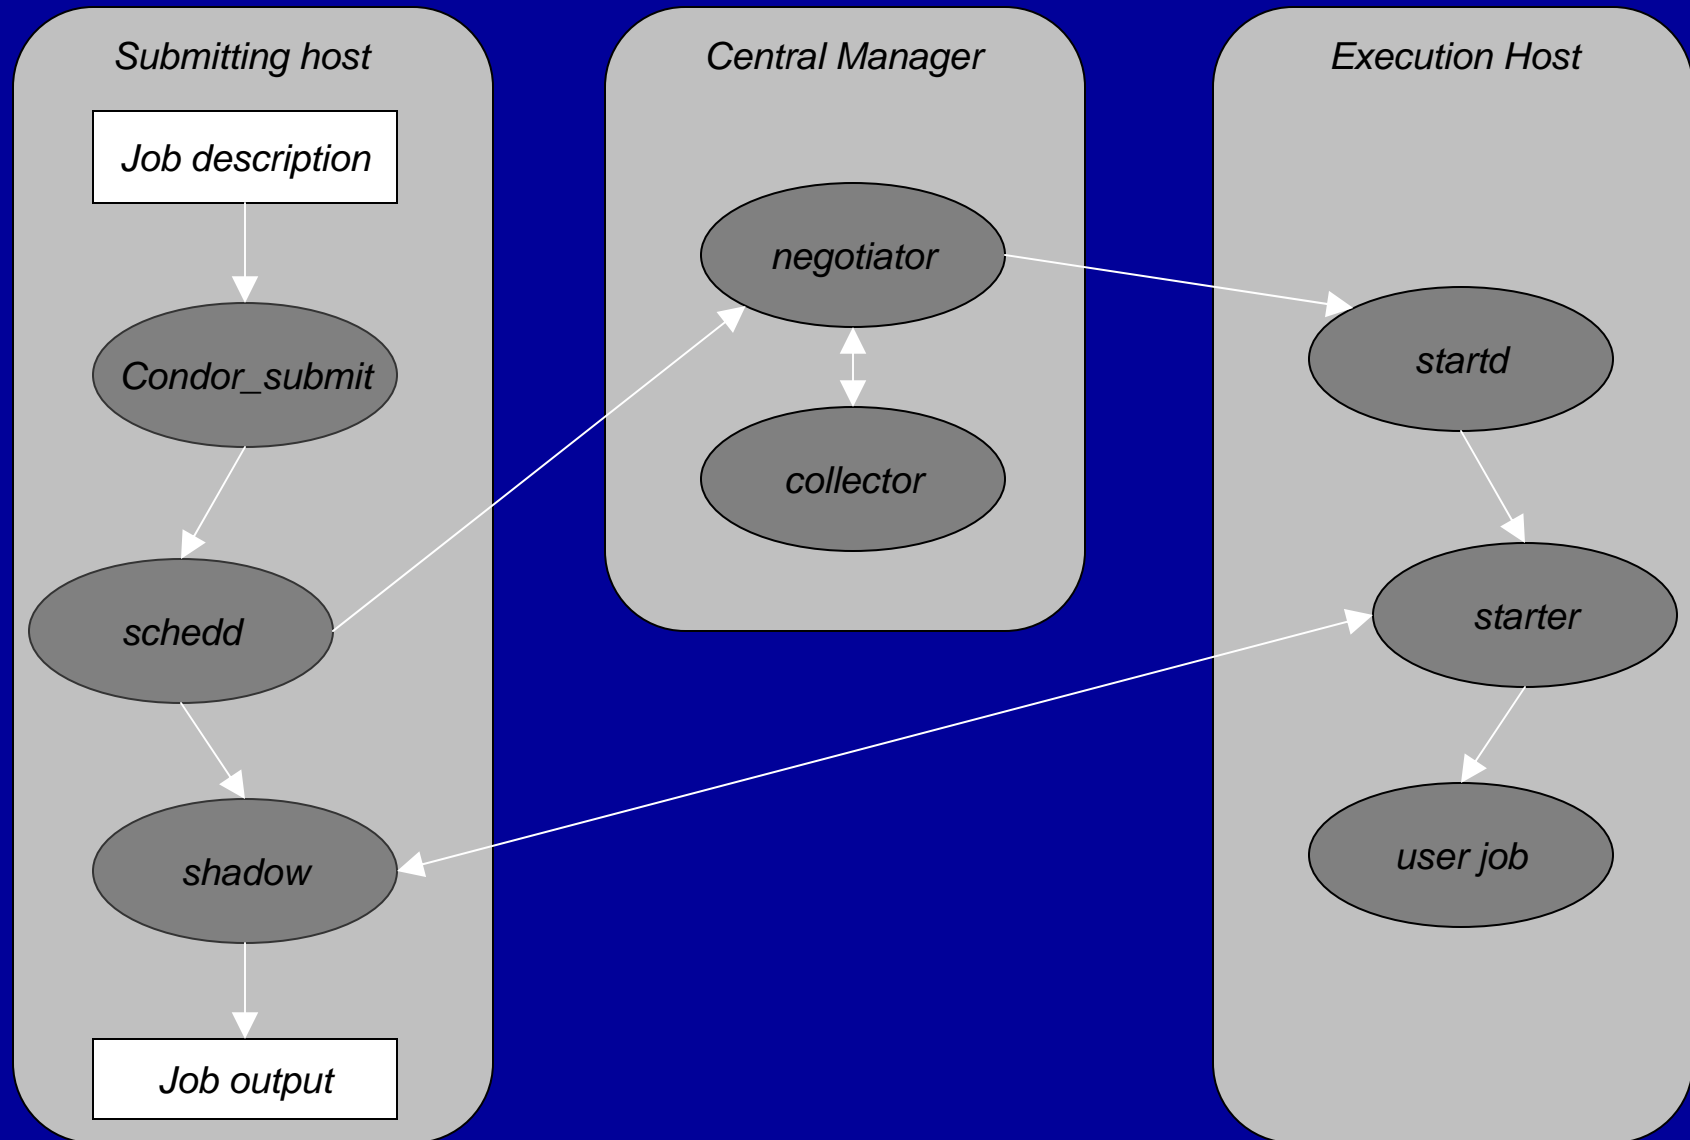 Submitting host
Job description
Condor_submit
schedd
shadow
Job output
Central Manager
negotiator
collector
Execution Host
startd
starter
user job